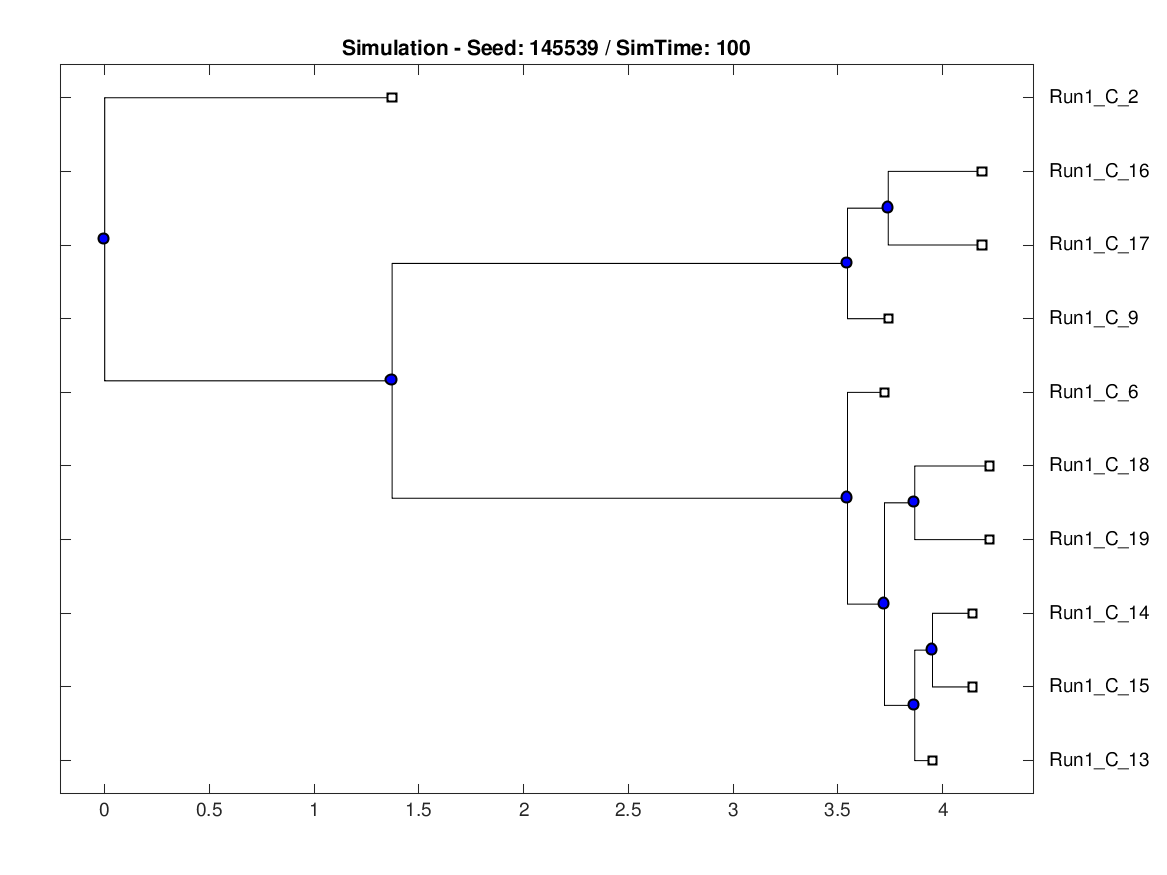 Simulation - Seed: 145539 / SimTime: 100
Run1_C_2
Run1_C_16
Run1_C_17
Run1_C_9
Run1_C_6
Run1_C_18
Run1_C_19
Run1_C_14
Run1_C_15
Run1_C_13
0 0.5 1 1.5 2 2.5 3 3.5 4